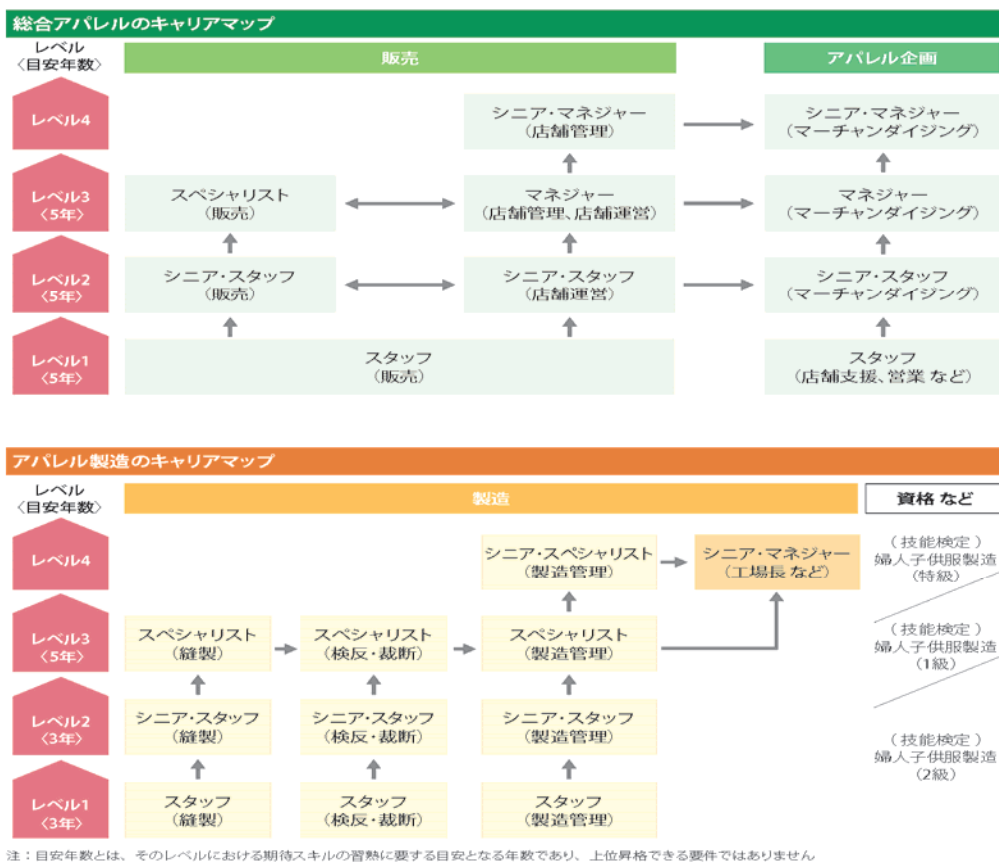 総合アパレルのキャリアマップ
レベル
〈目安年数〉
販売
アパレル企画
レベル4
シニア・マネジャー
(店舗管理)
シニア・マネジャー
(マーチャンダイジング)
レベル3
〈5年〉
スペシャリスト
(販売)
マネジャー
(店舗管理、店舗運営)
マネジャー
(マーチャンダイジング)
レベル2
〈5年〉
シニア・スタッフ
(販売)
シニア・スタッフ
(店舗運営)
シニア・スタッフ
(マーチャンダイジング)
レベル1
〈5年〉
スタッフ
(販売)
スタッフ
(店舗支援、営業 など)
アパレル製造のキャリアマップ
レベル
〈目安年数〉
製造
資格 など
レベル4
シニア・スペシャリスト
(製造管理)
シニア・マネジャー
(工場長 など)
(技能検定)
婦人子供服製造
(特級)
レベル3
〈5年〉
スペシャリスト
(縫製)
スペシャリスト
(検反・裁断)
スペシャリスト
(製造管理)
(技能検定)
婦人子供服製造
(1級)
レベル2
〈3年〉
シニア・スタッフ
(縫製)
シニア・スタッフ
(検反・裁断)
シニア・スタッフ
(製造管理)
(技能検定)
婦人子供服製造
(2級)
レベル1
〈3年〉
スタッフ
(縫製)
スタッフ
(検反・裁断)
スタッフ
(製造管理)
注：目安年数とは、そのレベルにおける期待スキルの習熟に要する目安となる年数であり、上位昇格できる要件ではありません